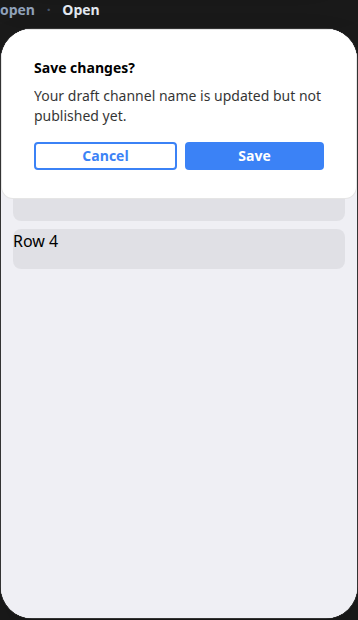 open · Open
Save changes?
Your draft channel name is updated but not
published yet.
Cancel Save
Row 4